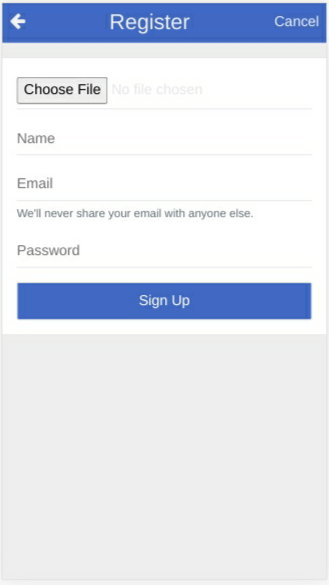 Register Cancel
Choose File No file chosen
Name
Email
We'll never share your email with anyone else.
Password
Sign Up